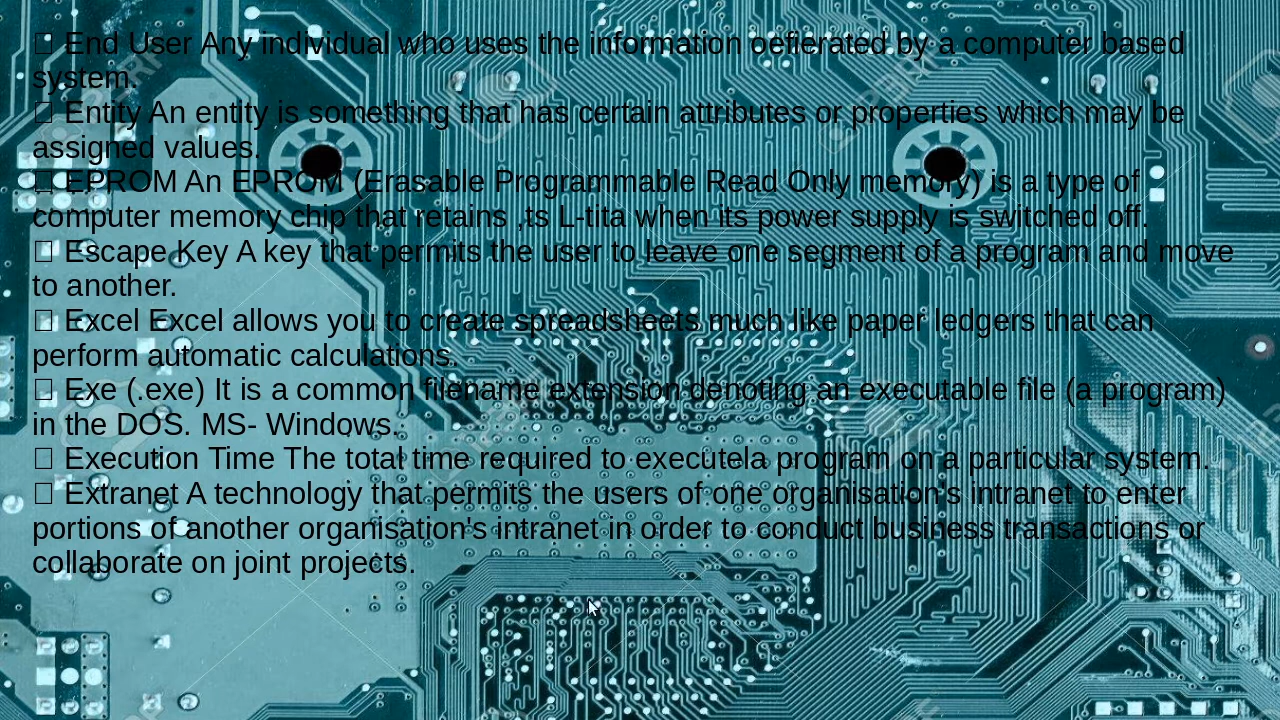 □ End User Any individual who uses the information oefierated by a computer based
system.
□ Entity An entity is something that has certain attributes or properties which may be
assigned values.
□ EPROM An EPROM (Erasable Programmable Read Only memory) is a type of
computer memory chip that retains ,ts L-tita when its power supply is switched off.
□ Escape Key A key that permits the user to leave one segment of a program and move
to another.
□ Excel Excel allows you to create spreadsheets much like paper ledgers that can
perform automatic calculations.
□ Exe (.exe) It is a common filename extension denoting an executable file (a program)
in the DOS. MS- Windows.
□ Execution Time The total time required to executela program on a particular system.
□ Extranet A technology that permits the users of one organisation's intranet to enter
portions of another organisation's intranet in order to conduct business transactions or
collaborate on joint projects.